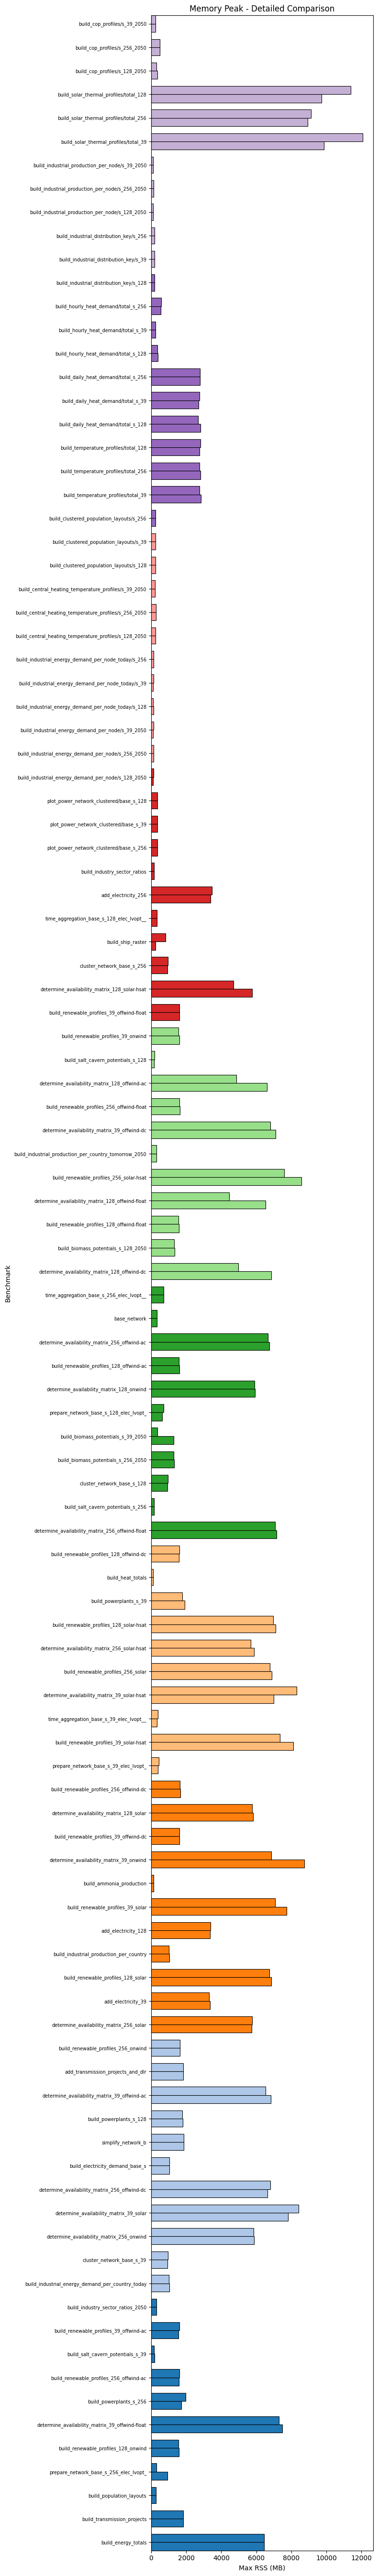 Memory Peak - Detailed Comparison
build_cop_profiles/s_39_2050
build_cop_profiles/s_256_2050
build_cop_profiles/s_128_2050
build_solar_thermal_profiles/total_128
build_solar_thermal_profiles/total_256
build_solar_thermal_profiles/total_39
build_industrial_production_per_node/s_39_2050
build_industrial_production_per_node/s_256_2050
build_industrial_production_per_node/s_128_2050
build_industrial_distribution_key/s_256
build_industrial_distribution_key/s_39
build_industrial_distribution_key/s_128
build_hourly_heat_demand/total_s_256
build_hourly_heat_demand/total_s_39
build_hourly_heat_demand/total_s_128
build_daily_heat_demand/total_s_256
build_daily_heat_demand/total_s_39
build_daily_heat_demand/total_s_128
build_temperature_profiles/total_128
build_temperature_profiles/total_256
build_temperature_profiles/total_39
build_clustered_population_layouts/s_256
build_clustered_population_layouts/s_39
build_clustered_population_layouts/s_128
build_central_heating_temperature_profiles/s_39_2050
build_central_heating_temperature_profiles/s_256_2050
build_central_heating_temperature_profiles/s_128_2050
build_industrial_energy_demand_per_node_today/s_256
build_industrial_energy_demand_per_node_today/s_39
build_industrial_energy_demand_per_node_today/s_128
build_industrial_energy_demand_per_node/s_39_2050
build_industrial_energy_demand_per_node/s_256_2050
build_industrial_energy_demand_per_node/s_128_2050
plot_power_network_clustered/base_s_128
plot_power_network_clustered/base_s_39
plot_power_network_clustered/base_s_256
build_industry_sector_ratios
add_electricity_256
time_aggregation_base_s_128_elec_lvopt__
build_ship_raster
cluster_network_base_s_256
determine_availability_matrix_128_solar-hsat
build_renewable_profiles_39_offwind-float
build_renewable_profiles_39_onwind
build_salt_cavern_potentials_s_128
determine_availability_matrix_128_offwind-ac
build_renewable_profiles_256_offwind-float
determine_availability_matrix_39_offwind-dc
build_industrial_production_per_country_tomorrow_2050
build_renewable_profiles_256_solar-hsat
determine_availability_matrix_128_offwind-float
build_renewable_profiles_128_offwind-float
build_biomass_potentials_s_128_2050
determine_availability_matrix_128_offwind-dc
time_aggregation_base_s_256_elec_lvopt__
base_network
determine_availability_matrix_256_offwind-ac
build_renewable_profiles_128_offwind-ac
determine_availability_matrix_128_onwind
prepare_network_base_s_128_elec_lvopt_
build_biomass_potentials_s_39_2050
build_biomass_potentials_s_256_2050
cluster_network_base_s_128
build_salt_cavern_potentials_s_256
determine_availability_matrix_256_offwind-float
build_renewable_profiles_128_offwind-dc
build_heat_totals
build_powerplants_s_39
build_renewable_profiles_128_solar-hsat
determine_availability_matrix_256_solar-hsat
build_renewable_profiles_256_solar
determine_availability_matrix_39_solar-hsat
time_aggregation_base_s_39_elec_lvopt__
build_renewable_profiles_39_solar-hsat
prepare_network_base_s_39_elec_lvopt_
build_renewable_profiles_256_offwind-dc
determine_availability_matrix_128_solar
build_renewable_profiles_39_offwind-dc
determine_availability_matrix_39_onwind
build_ammonia_production
build_renewable_profiles_39_solar
add_electricity_128
build_industrial_production_per_country
build_renewable_profiles_128_solar
add_electricity_39
determine_availability_matrix_256_solar
build_renewable_profiles_256_onwind
add_transmission_projects_and_dlr
determine_availability_matrix_39_offwind-ac
build_powerplants_s_128
simplify_network_b
build_electricity_demand_base_s
determine_availability_matrix_256_offwind-dc
determine_availability_matrix_39_solar
determine_availability_matrix_256_onwind
cluster_network_base_s_39
build_industrial_energy_demand_per_country_today
build_industry_sector_ratios_2050
build_renewable_profiles_39_offwind-ac
build_salt_cavern_potentials_s_39
build_renewable_profiles_256_offwind-ac
build_powerplants_s_256
determine_availability_matrix_39_offwind-float
build_renewable_profiles_128_onwind
prepare_network_base_s_256_elec_lvopt_
build_population_layouts
build_transmission_projects
build_energy_totals
Benchmark
0 2000 4000 6000 8000 10000 12000
Max RSS (MB)